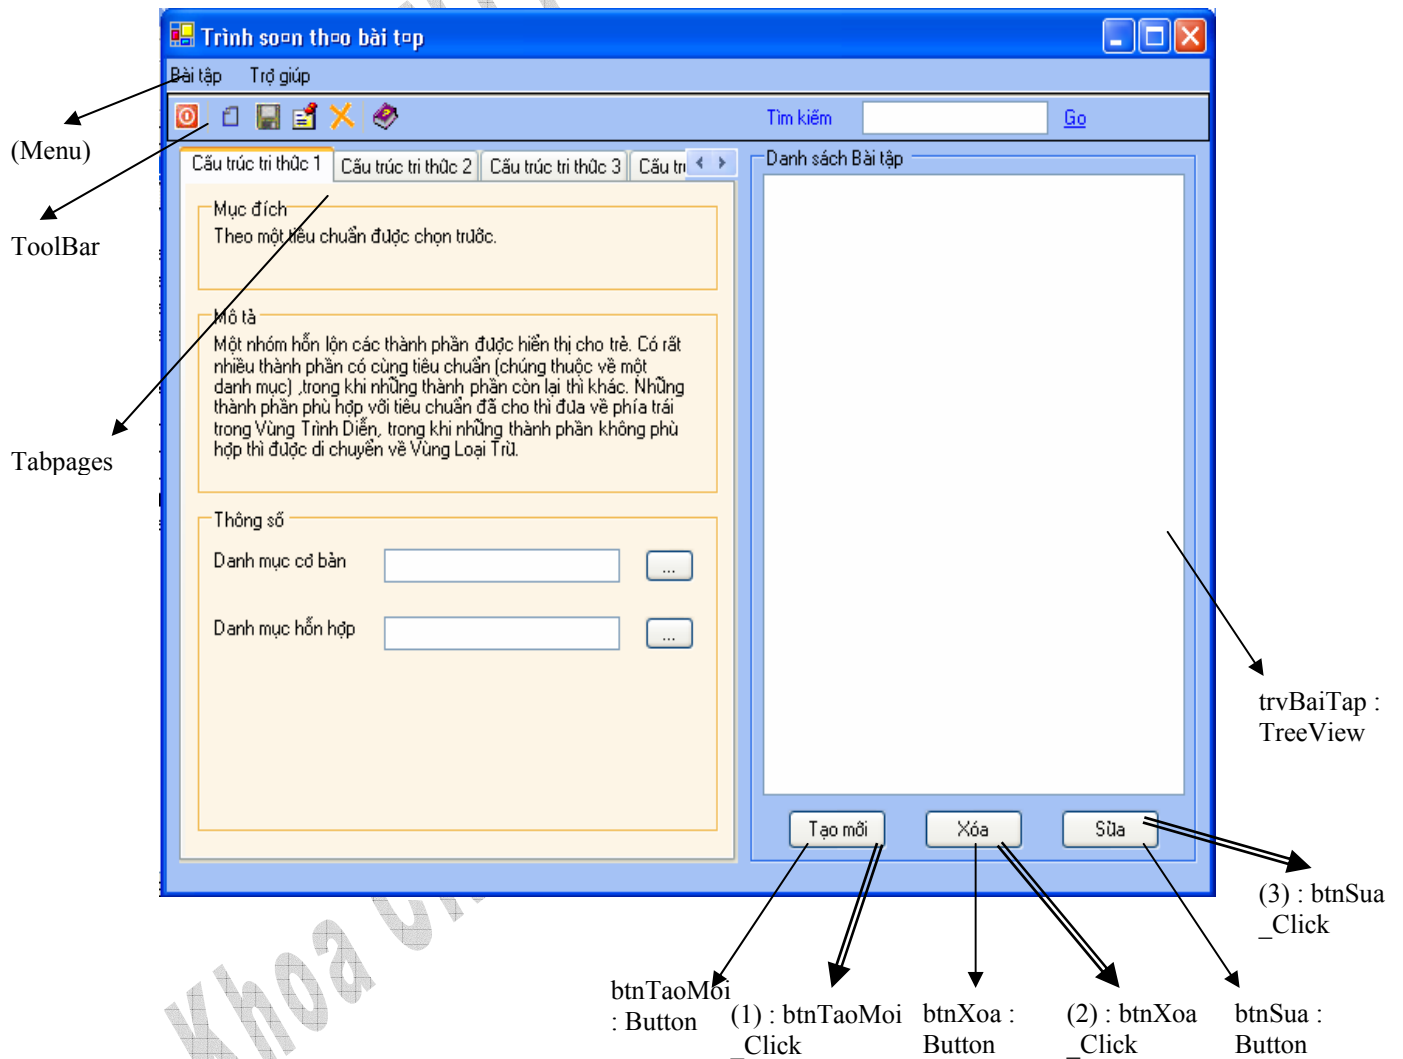 Trình so¤n th¤o bài t¤p
Bài tập Trợ giúp
Tìm kiếm Go
(Menu)
ToolBar
Tabpages
Cấu trúc tri thức 1 Cấu trúc tri thức 2 Cấu trúc tri thức 3 Cấu trú
Mục đích
Theo một tiêu chuẩn được chọn trước.
Mô tả
Một nhóm hỗn lộn các thành phần được hiển thị cho trẻ. Có rất
nhiều thành phần có cùng tiêu chuẩn (chúng thuộc về một
danh mục) ,trong khi những thành phần còn lại thì khác. Những
thành phần phù hợp với tiêu chuẩn đã cho thì đưa về phía trái
trong Vùng Trình Diễn, trong khi những thành phần không phù
hợp thì được di chuyển về Vùng Loại Trừ.
Thông số
Danh mục cơ bản ...
Danh mục hỗn hợp ...
Danh sách Bài tập
Tạo mới Xóa Sửa
trvBaiTap :
TreeView
(3) : btnSua
_Click
btnTaoMoi
: Button
(1) : btnTaoMoi
_Click
btnXoa :
Button
(2) : btnXoa
_Click
btnSua :
Button
Khoa